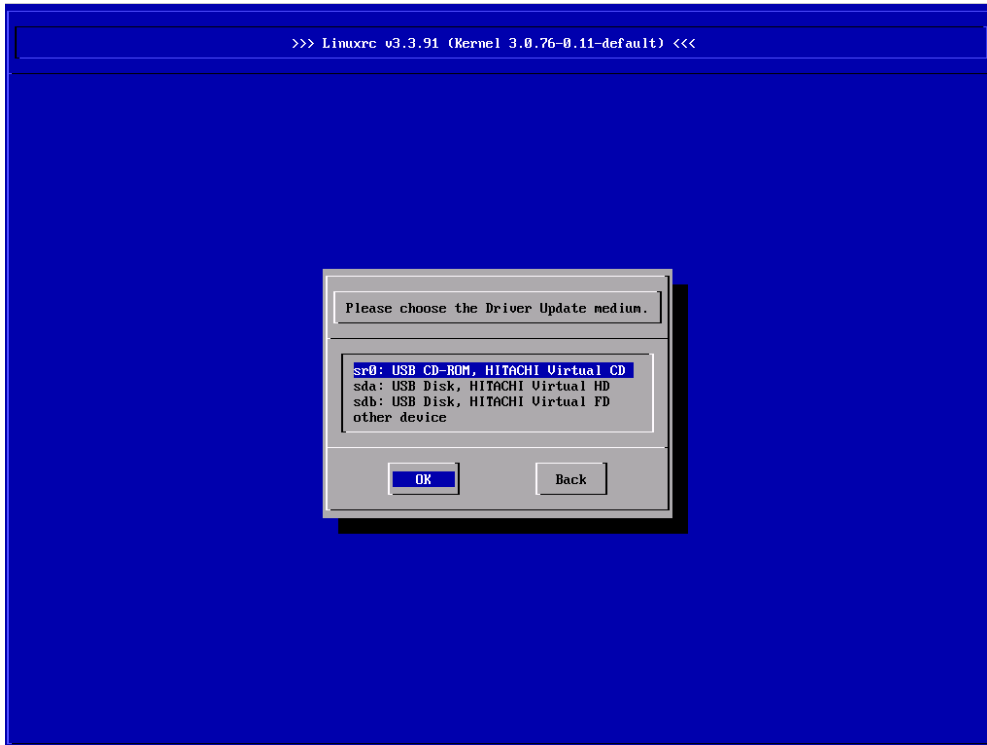 >>> Linuxrc v3.3.91 (Kernel 3.0.76-0.11-default) <<<
Please choose the Driver Update medium.
sr0: USB CD-ROM, HITACHI Virtual CD
sda: USB Disk, HITACHI Virtual HD
sdb: USB Disk, HITACHI Virtual FD
other device
OK
Back